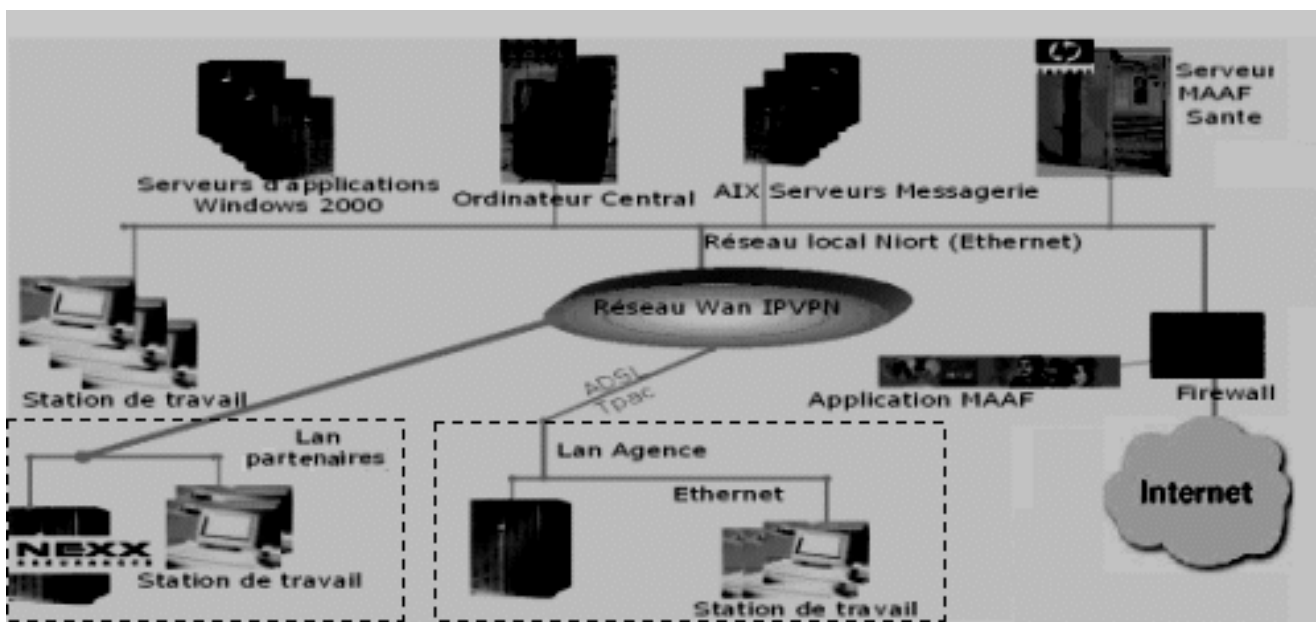 Serveur
MAAF
Sante
Serveurs d'applications
Windows 2000
Ordinateur Central
AIX Serveurs Messagerie
Réseau local Niort (Ethernet)
Réseau Wan IPVPN
ADSL
Tpac
Station de travail
Application MAAF
Firewall
Lan
partenaires
Lan Agence
Ethernet
Internet
NEXX
ASSURANCES
Station de travail
Station de travail
hp